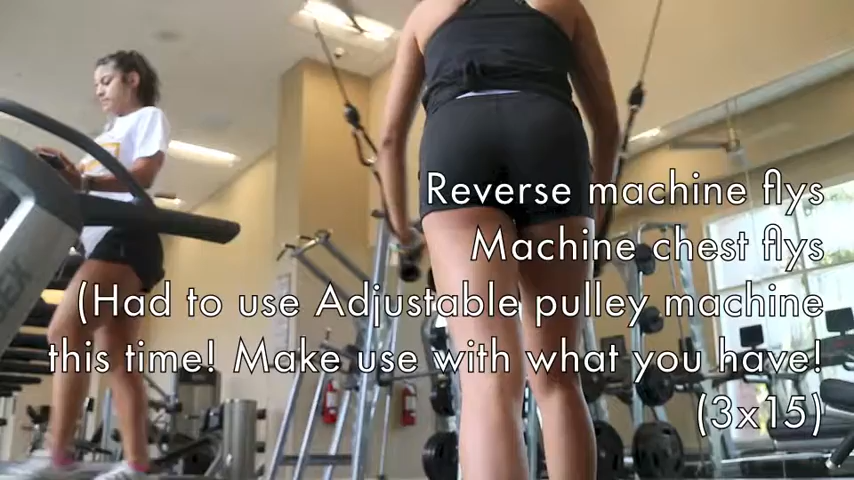 Reverse machine flys
Machine chest flys
(Had to use Adjustable pulley machine
this time! Make use with what you have!
(3x15)